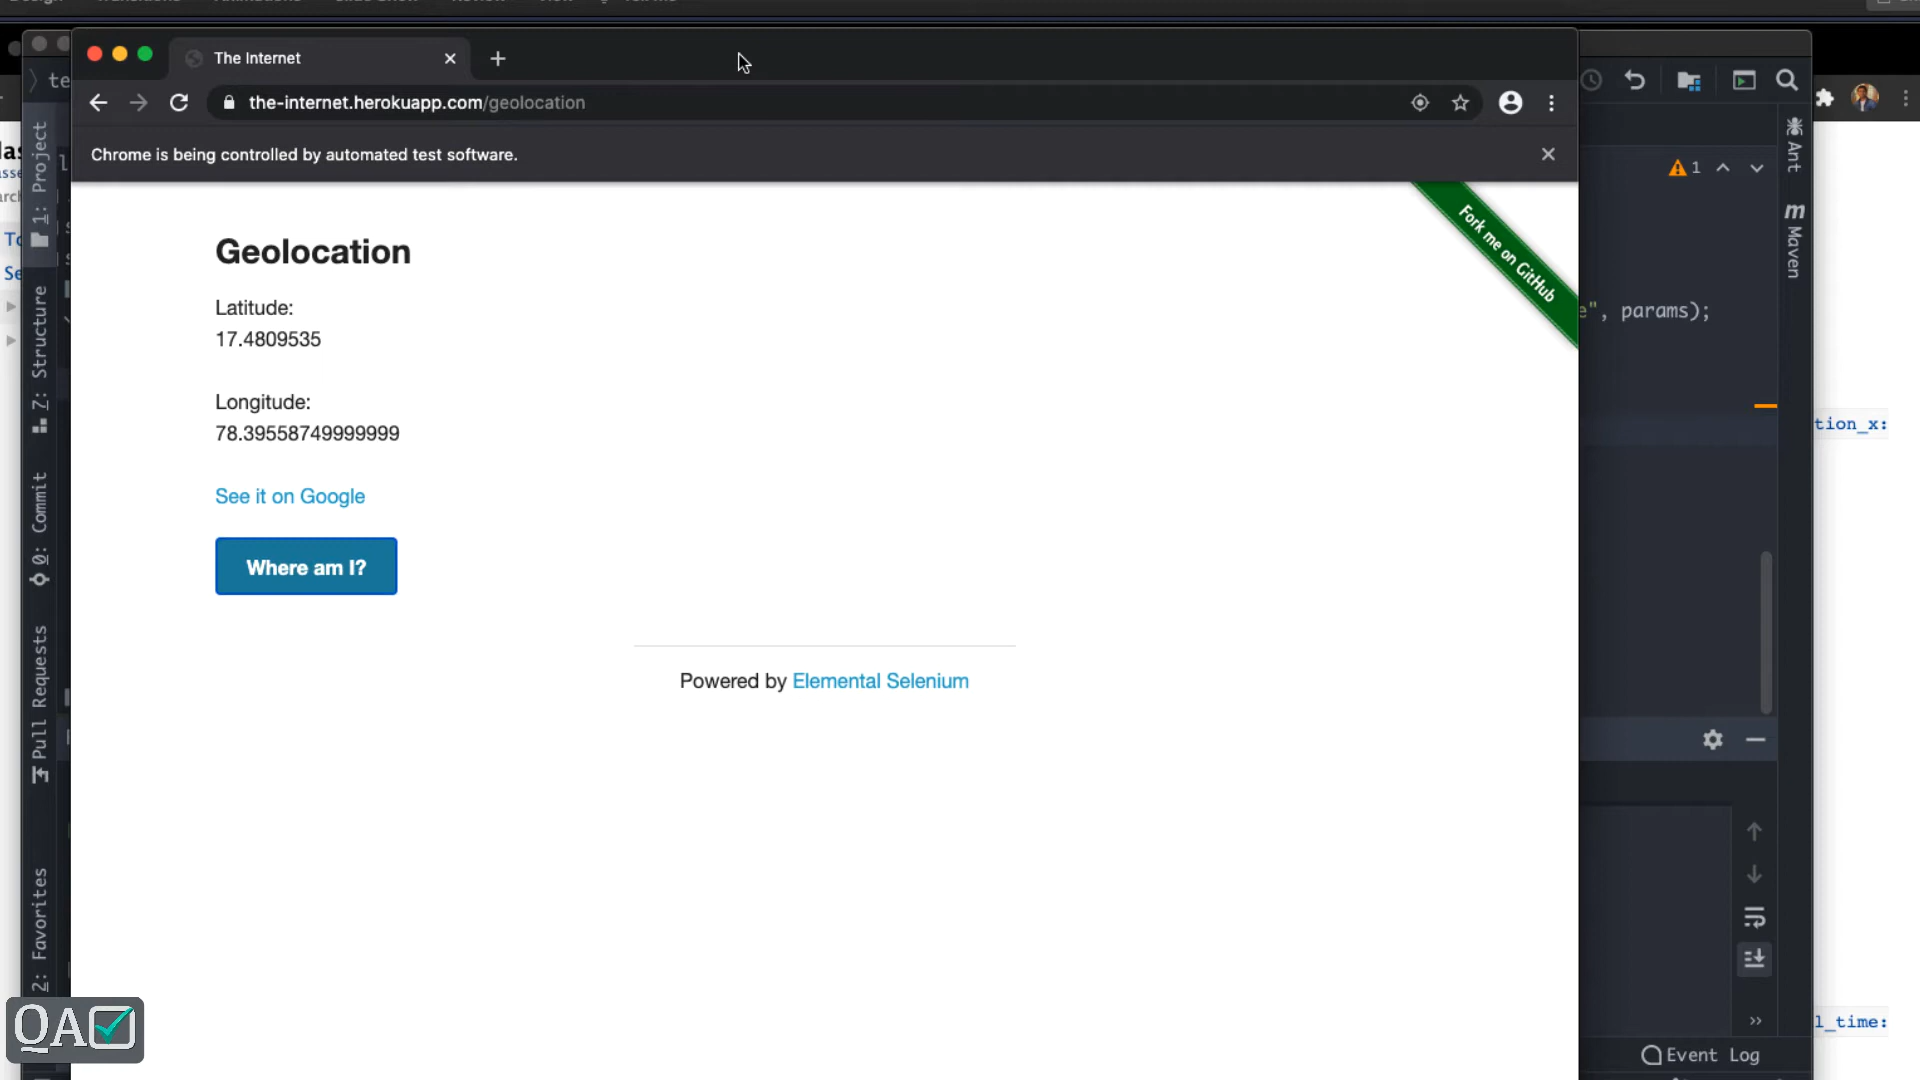 The Internet
the-internet.herokuapp.com/geolocation
Chrome is being controlled by automated test software.
Geolocation
Latitude:
17.4809535
Longitude:
78.39558749999999
See it on Google
Where am I?
Powered by Elemental Selenium
Fork me on GitHub
1: Project
7: Structure
0: Commit
Pull Requests
2: Favorites
QA
1
Ant
Maven
", params);
tion_x:
l_time:
Event Log